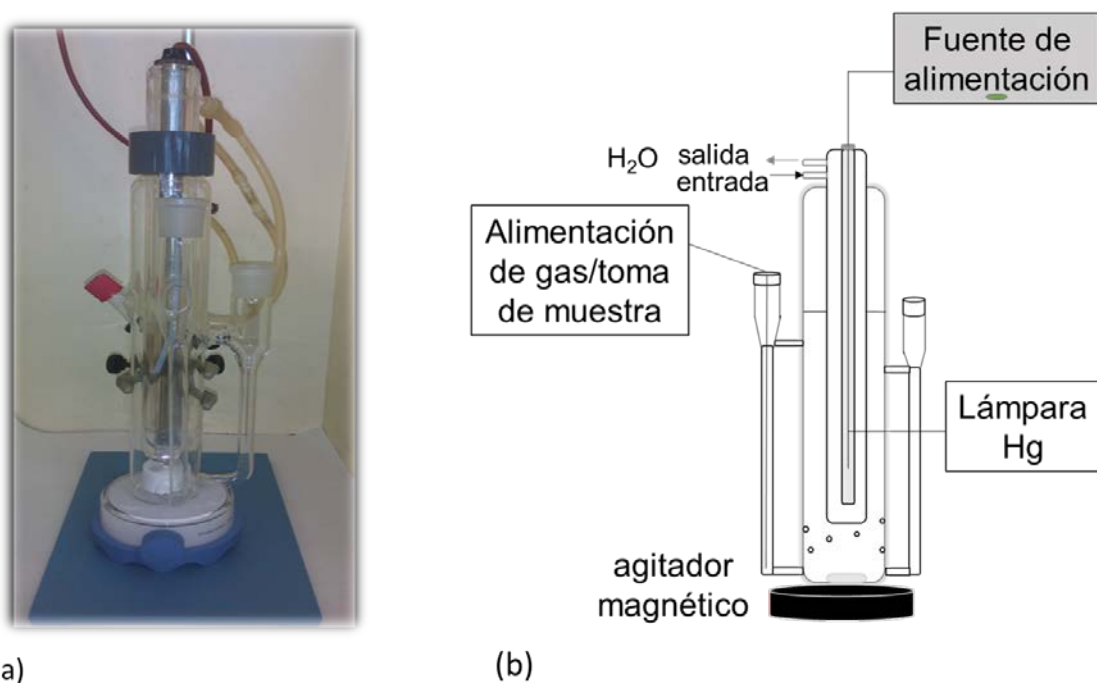 Fuente de
alimentación
H₂O salida
entrada
Alimentación
de gas/toma
de muestra
Lámpara
Hg
agitador
magnético
a)
(b)